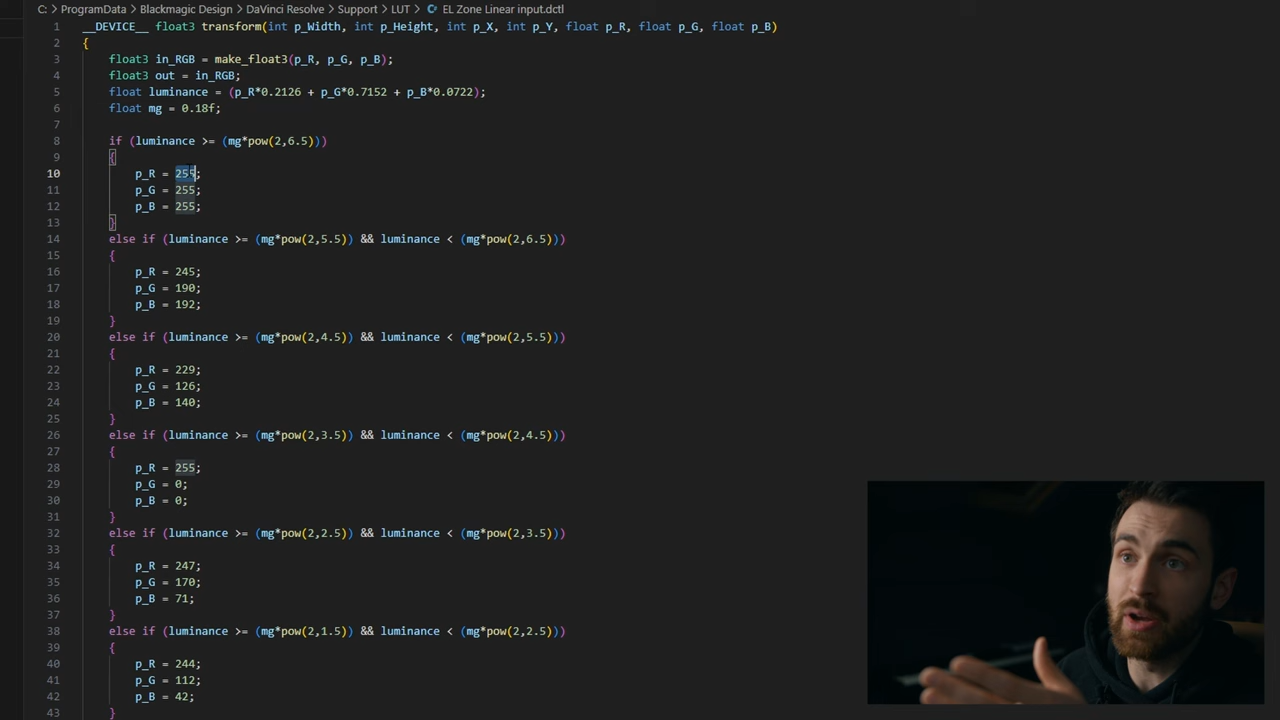 C: > ProgramData > Blackmagic Design > DaVinci Resolve > Support > LUT > EL Zone Linear input.dctl
1 __DEVICE__ float3 transform(int p_Width, int p_Height, int p_X, int p_Y, float p_R, float p_G, float p_B)
2 {
3 float3 in_RGB = make_float3(p_R, p_G, p_B);
4 float3 out = in_RGB;
5 float luminance = (p_R*0.2126 + p_G*0.7152 + p_B*0.0722);
6 float mg = 0.18f;
7
8 if (luminance >= (mg*pow(2,6.5)))
9 {
10 p_R = 255;
11 p_G = 255;
12 p_B = 255;
13 }
14 else if (luminance >= (mg*pow(2,5.5)) && luminance < (mg*pow(2,6.5)))
15 {
16 p_R = 245;
17 p_G = 190;
18 p_B = 192;
19 }
20 else if (luminance >= (mg*pow(2,4.5)) && luminance < (mg*pow(2,5.5)))
21 {
22 p_R = 229;
23 p_G = 126;
24 p_B = 140;
25 }
26 else if (luminance >= (mg*pow(2,3.5)) && luminance < (mg*pow(2,4.5)))
27 {
28 p_R = 255;
29 p_G = 0;
30 p_B = 0;
31 }
32 else if (luminance >= (mg*pow(2,2.5)) && luminance < (mg*pow(2,3.5)))
33 {
34 p_R = 247;
35 p_G = 170;
36 p_B = 71;
37 }
38 else if (luminance >= (mg*pow(2,1.5)) && luminance < (mg*pow(2,2.5)))
39 {
40 p_R = 244;
41 p_G = 112;
42 p_B = 42;
43 }